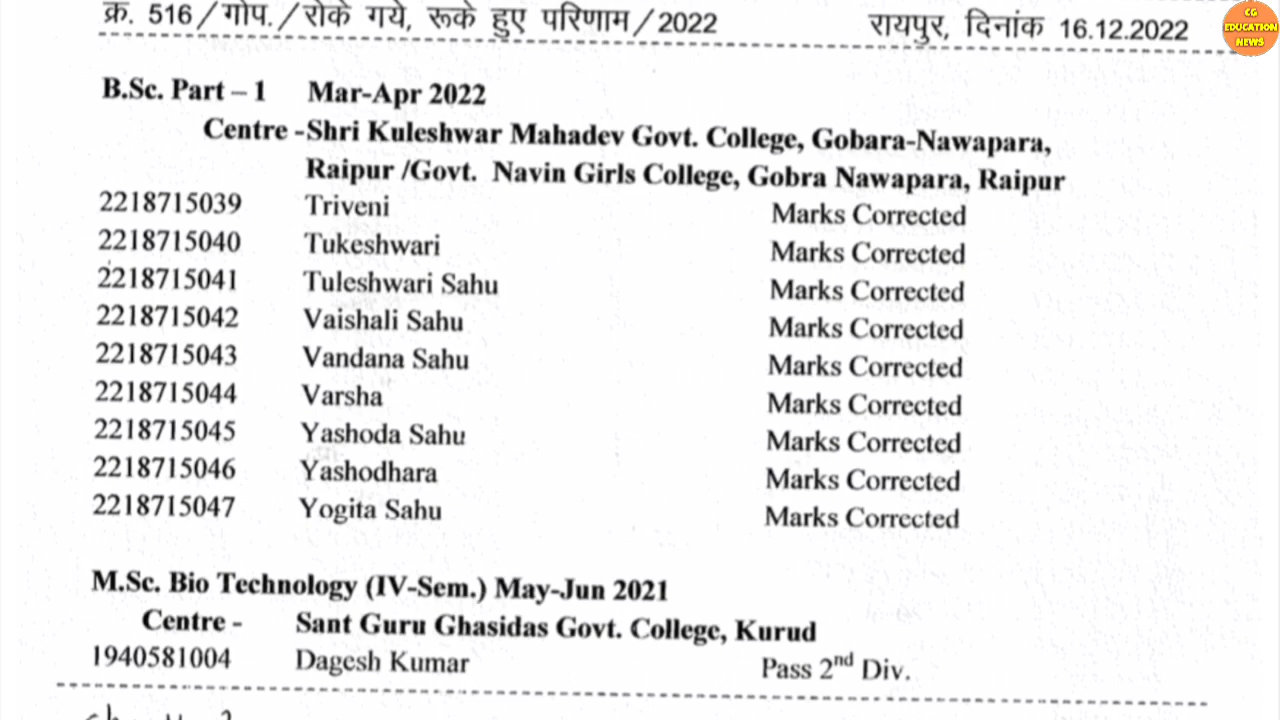 क्र. 516/गोप./रोके गये, रूके हुए परिणाम/2022 रायपुर, दिनांक 16.12.2022
CG
EDUCATION
NEWS
B.Sc. Part – 1 Mar-Apr 2022
Centre -Shri Kuleshwar Mahadev Govt. College, Gobara-Nawapara,
Raipur /Govt. Navin Girls College, Gobra Nawapara, Raipur
2218715039 Triveni Marks Corrected
2218715040 Tukeshwari Marks Corrected
2218715041 Tuleshwari Sahu Marks Corrected
2218715042 Vaishali Sahu Marks Corrected
2218715043 Vandana Sahu Marks Corrected
2218715044 Varsha Marks Corrected
2218715045 Yashoda Sahu Marks Corrected
2218715046 Yashodhara Marks Corrected
2218715047 Yogita Sahu Marks Corrected
M.Sc. Bio Technology (IV-Sem.) May-Jun 2021
Centre - Sant Guru Ghasidas Govt. College, Kurud
1940581004 Dagesh Kumar Pass 2nd Div.